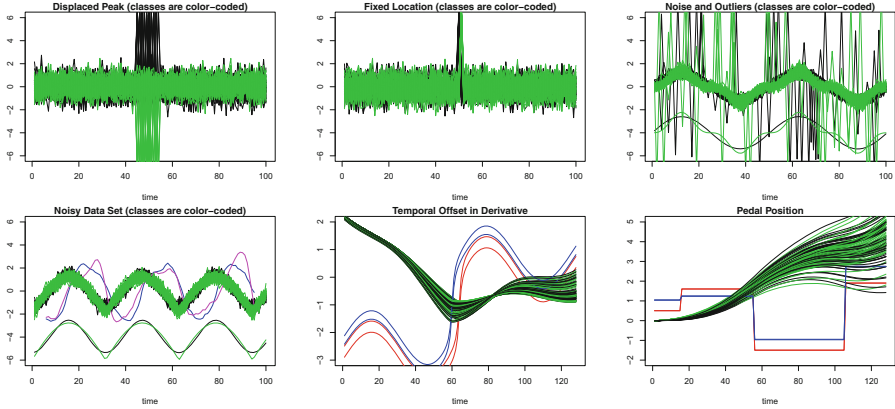 Displaced Peak (classes are color−coded)
6
4
2
0
−2
−4
−6
0 20 40 60 80 100
time
Fixed Location (classes are color−coded)
6
4
2
0
−2
−4
−6
0 20 40 60 80 100
time
Noise and Outliers (classes are color−coded)
6
4
2
0
−2
−4
−6
0 20 40 60 80 100
time
Noisy Data Set (classes are color−coded)
6
4
2
0
−2
−4
−6
0 20 40 60 80 100
time
Temporal Offset in Derivative
2
1
0
−1
−2
−3
0 20 40 60 80 100 120
time
Pedal Position
5
4
3
2
1
0
−1
−2
0 20 40 60 80 100 120
time